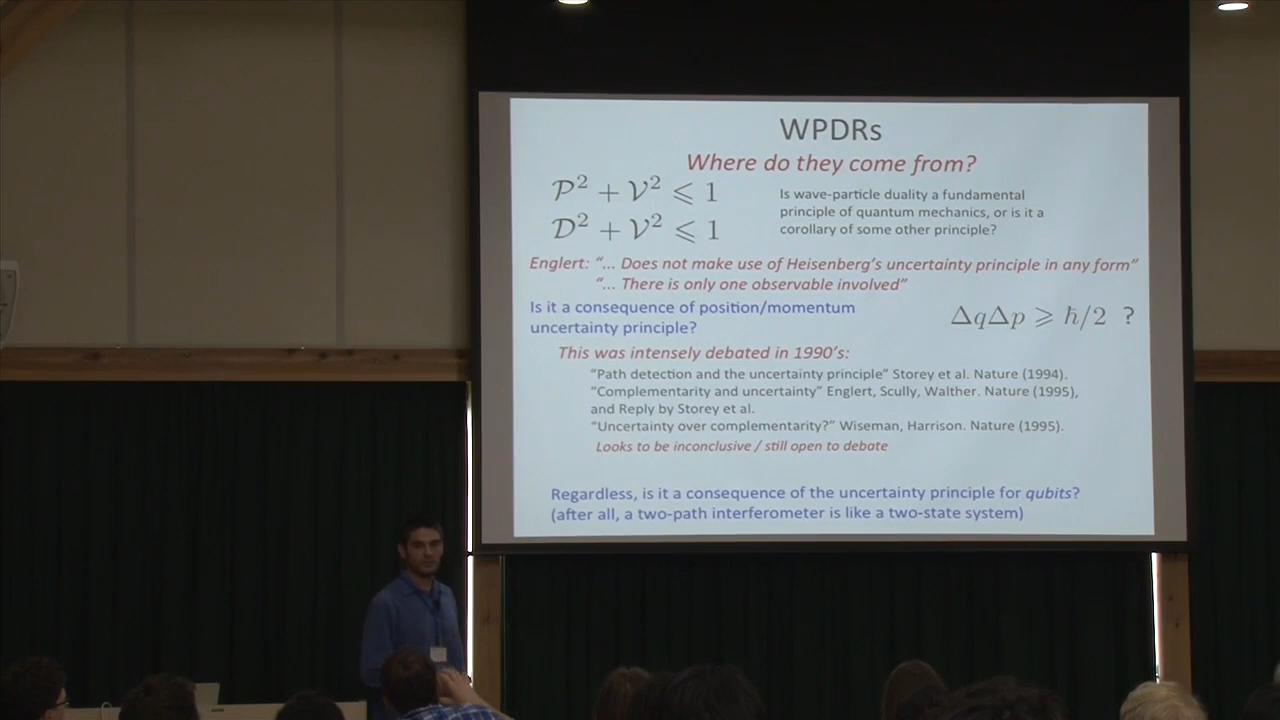 WPDRs
Where do they come from?
𝒫² + 𝒱² ⩽ 1
𝒟² + 𝒱² ⩽ 1
Is wave-particle duality a fundamental
principle of quantum mechanics, or is it a
corollary of some other principle?
Englert: “... Does not make use of Heisenberg’s uncertainty principle in any form”
“... There is only one observable involved”
Is it a consequence of position/momentum
uncertainty principle?
ΔqΔp ⩾ ħ/2 ?
This was intensely debated in 1990’s:
“Path detection and the uncertainty principle” Storey et al. Nature (1994).
“Complementarity and uncertainty” Englert, Scully, Walther. Nature (1995),
and Reply by Storey et al.
“Uncertainty over complementarity?” Wiseman, Harrison. Nature (1995).
Looks to be inconclusive / still open to debate
Regardless, is it a consequence of the uncertainty principle for qubits?
(after all, a two-path interferometer is like a two-state system)